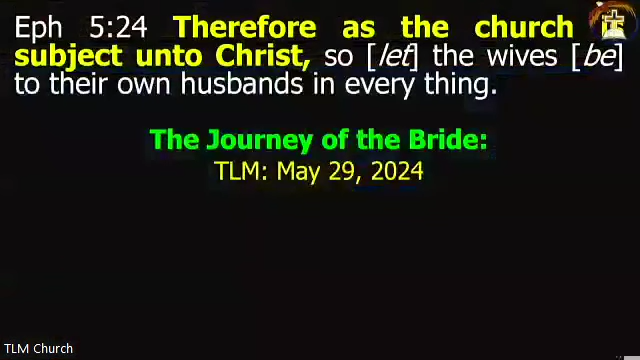 Eph 5:24 Therefore as the church
subject unto Christ, so [let] the wives [be]
to their own husbands in every thing.
The Journey of the Bride:
TLM: May 29, 2024
TLM Church